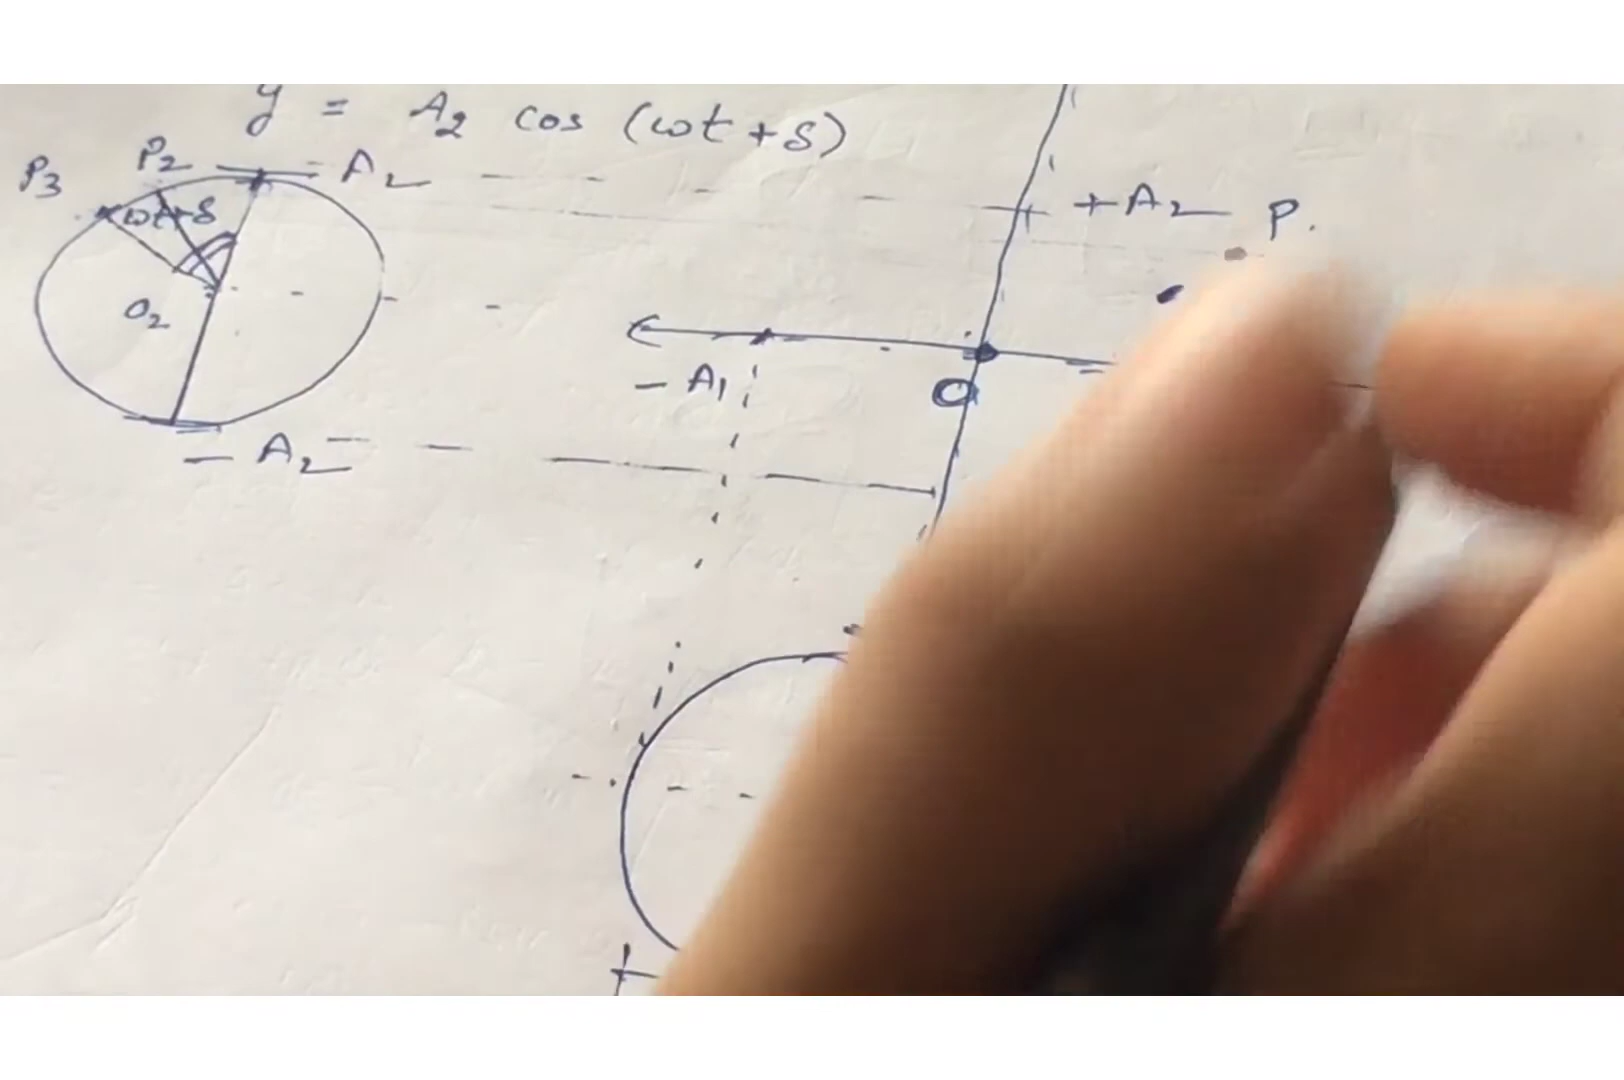 y = A2 cos (ωt + δ)
P3 P2 A2 +A2 P.
ωt+δ
O2
- A1 O
- A2